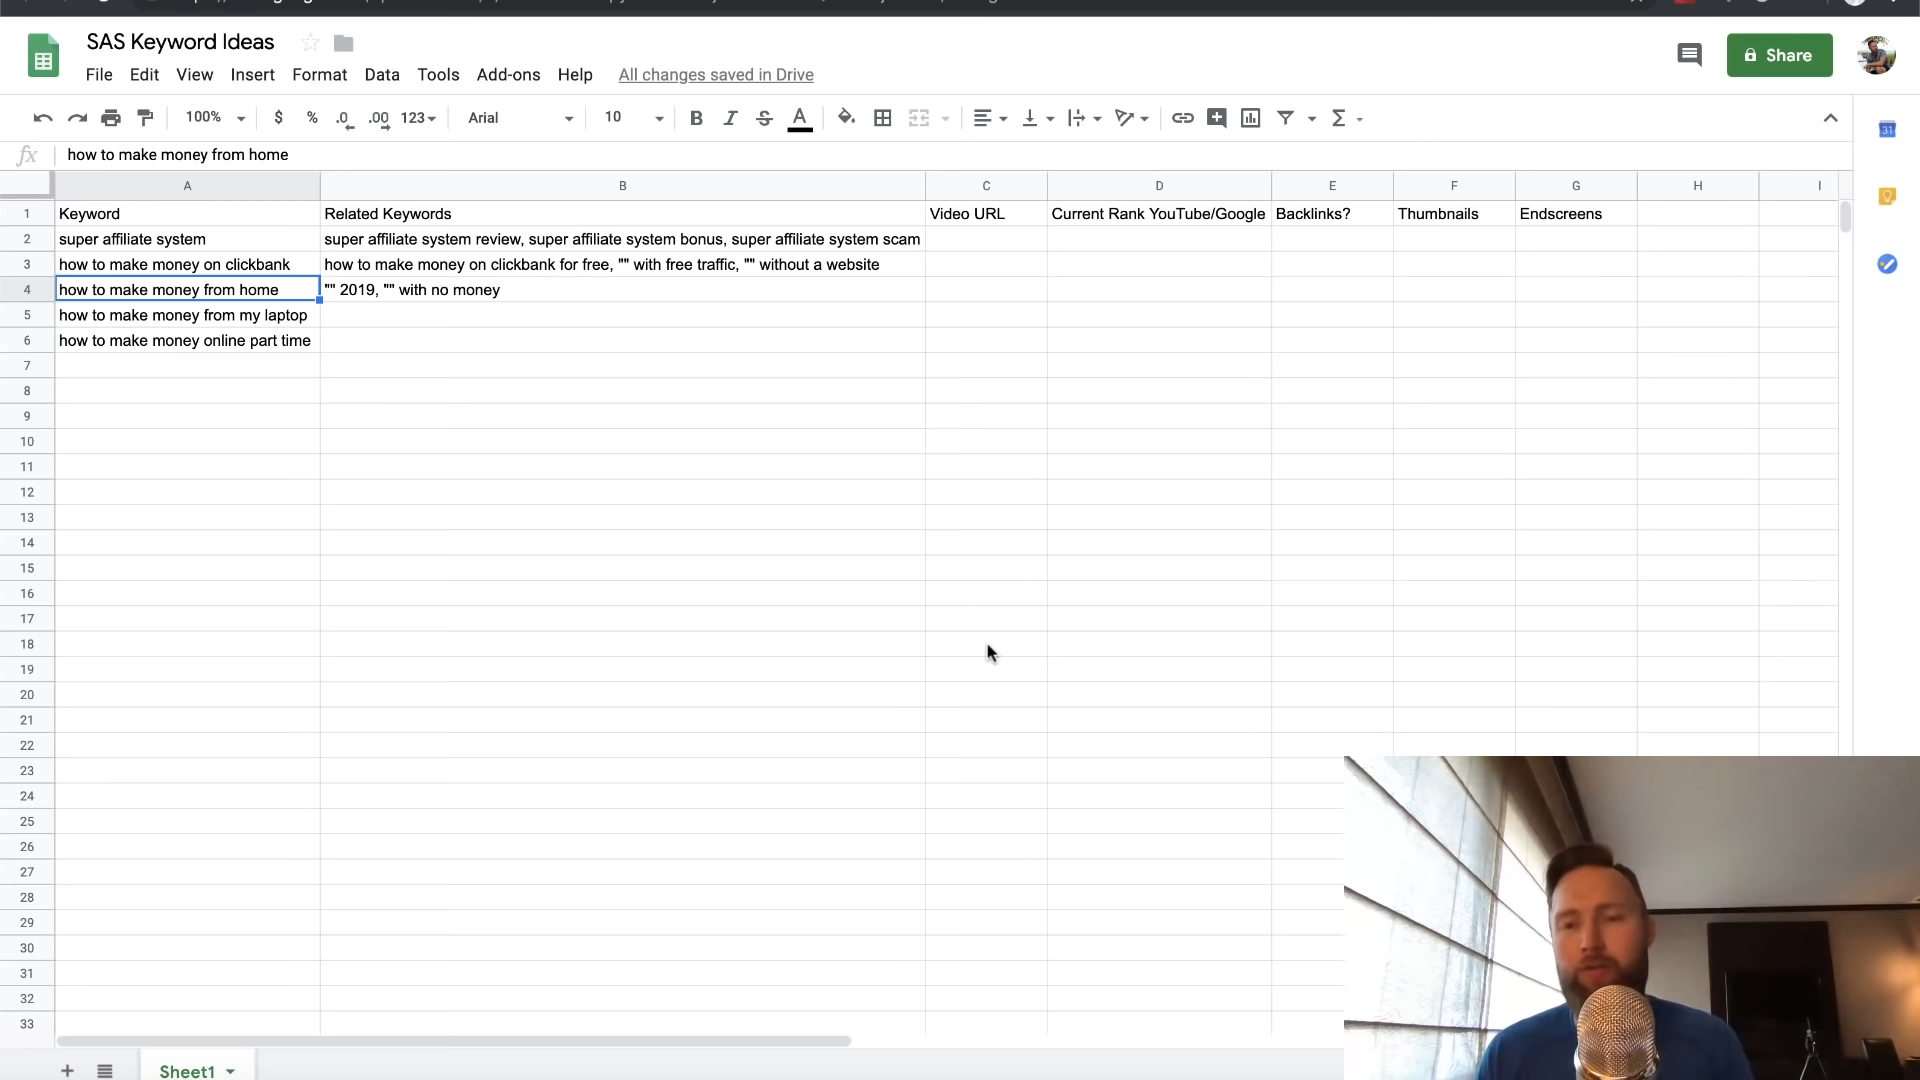 SAS Keyword Ideas
Share
File Edit View Insert Format Data Tools Add-ons Help All changes saved in Drive
100% $ % .0 .00 123 Arial 10 B I S A Σ
31
fx how to make money from home
A B C D E F G H I
1 Keyword Related Keywords Video URL Current Rank YouTube/Google Backlinks? Thumbnails Endscreens
2 super affiliate system super affiliate system review, super affiliate system bonus, super affiliate system scam
3 how to make money on clickbank how to make money on clickbank for free, "" with free traffic, "" without a website
4 how to make money from home "" 2019, "" with no money
5 how to make money from my laptop
6 how to make money online part time
7
8
9
10
11
12
13
14
15
16
17
18
19
20
21
22
23
24
25
26
27
28
29
30
31
32
33
Sheet1